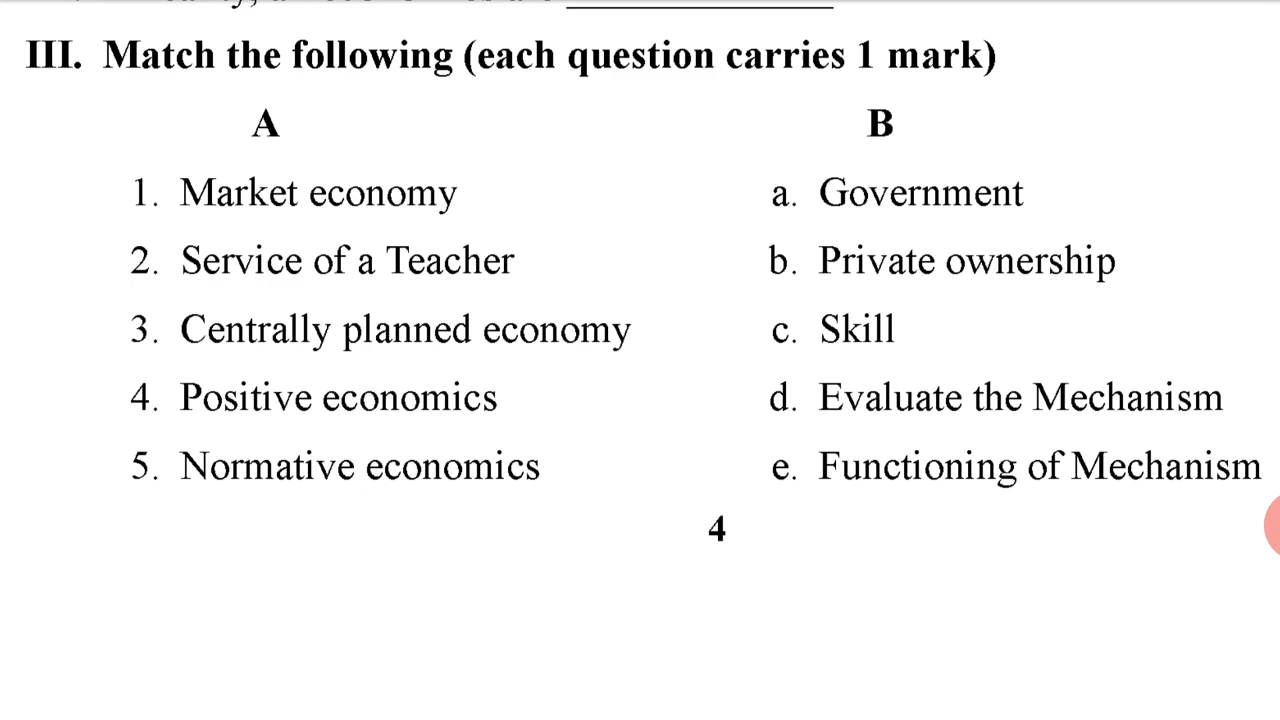 III. Match the following (each question carries 1 mark)
A B
1. Market economy a. Government
2. Service of a Teacher b. Private ownership
3. Centrally planned economy c. Skill
4. Positive economics d. Evaluate the Mechanism
5. Normative economics e. Functioning of Mechanism
4